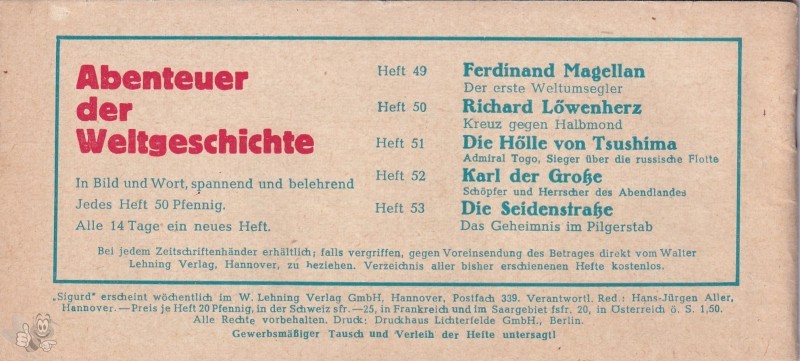 Abenteuer
der
Weltgeschichte
In Bild und Wort, spannend und belehrend
Jedes Heft 50 Pfennig.
Alle 14 Tage ein neues Heft.
Heft 49 Ferdinand Magellan
Der erste Weltumsegler
Heft 50 Richard Löwenherz
Kreuz gegen Halbmond
Heft 51 Die Hölle von Tsushima
Admiral Togo, Sieger über die russische Flotte
Heft 52 Karl der Große
Schöpfer und Herrscher des Abendlandes
Heft 53 Die Seidenstraße
Das Geheimnis im Pilgerstab
Bei jedem Zeitschriftenhänder erhältlich; falls vergriffen, gegen Voreinsendung des Betrages direkt vom Walter
Lehning Verlag, Hannover, zu beziehen. Verzeichnis aller bisher erschienenen Hefte kostenlos.
„Sigurd" erscheint wöchentlich im W. Lehning Verlag GmbH, Hannover, Postfach 339. Verantwortl. Red.: Hans-Jürgen Aller,
Hannover.—Preis je Heft 20 Pfennig, in der Schweiz sfr.—25, in Frankreich und im Saargebiet fsfr. 20, in Österreich ö. S. 1,50.
Alle Rechte vorbehalten. Druck: Druckhaus Lichterfelde GmbH., Berlin.
Gewerbsmäßiger Tausch und Verleih der Hefte untersagt!